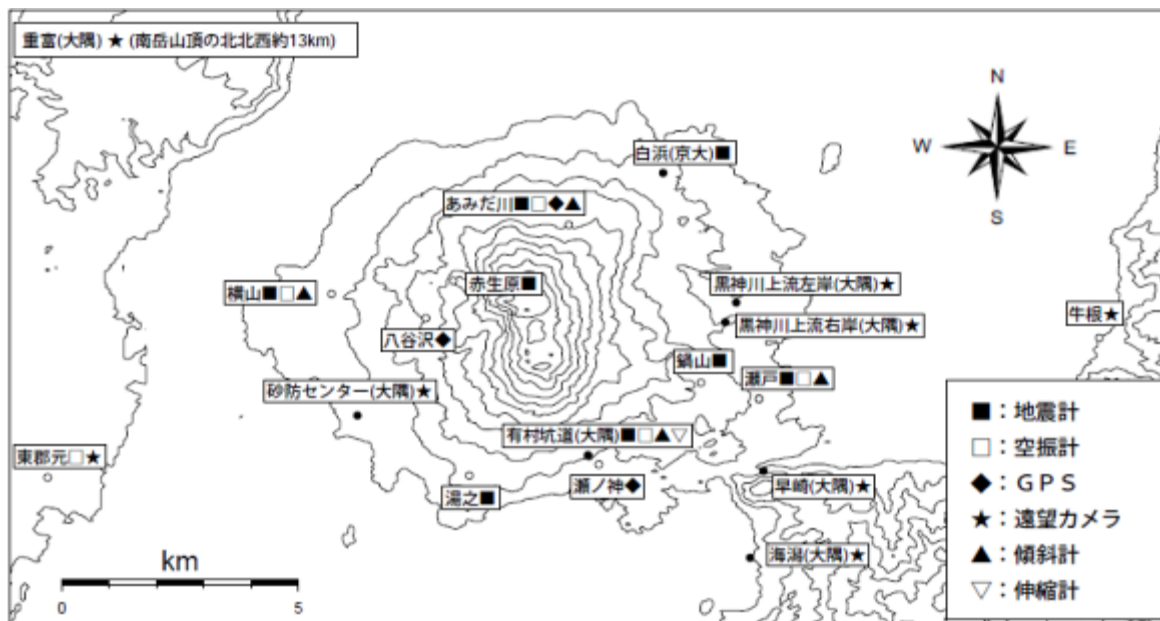 重富(大隅) ★ (南岳山頂の北北西約13km)
N
W E
S
白浜(京大)■
あみだ川■□◆▲
赤生原■
横山■□▲
黒神川上流左岸(大隅)★
黒神川上流右岸(大隅)★
牛根★
八谷沢◆
鍋山■
瀬戸■□▲
砂防センター(大隅)★
有村坑道(大隅)■□▲▽
東郡元□★
湯之■
瀬ノ神◆
早崎(大隅)★
海潟(大隅)★
km
0 5
■：地震計
□：空振計
◆：ＧＰＳ
★：遠望カメラ
▲：傾斜計
▽：伸縮計